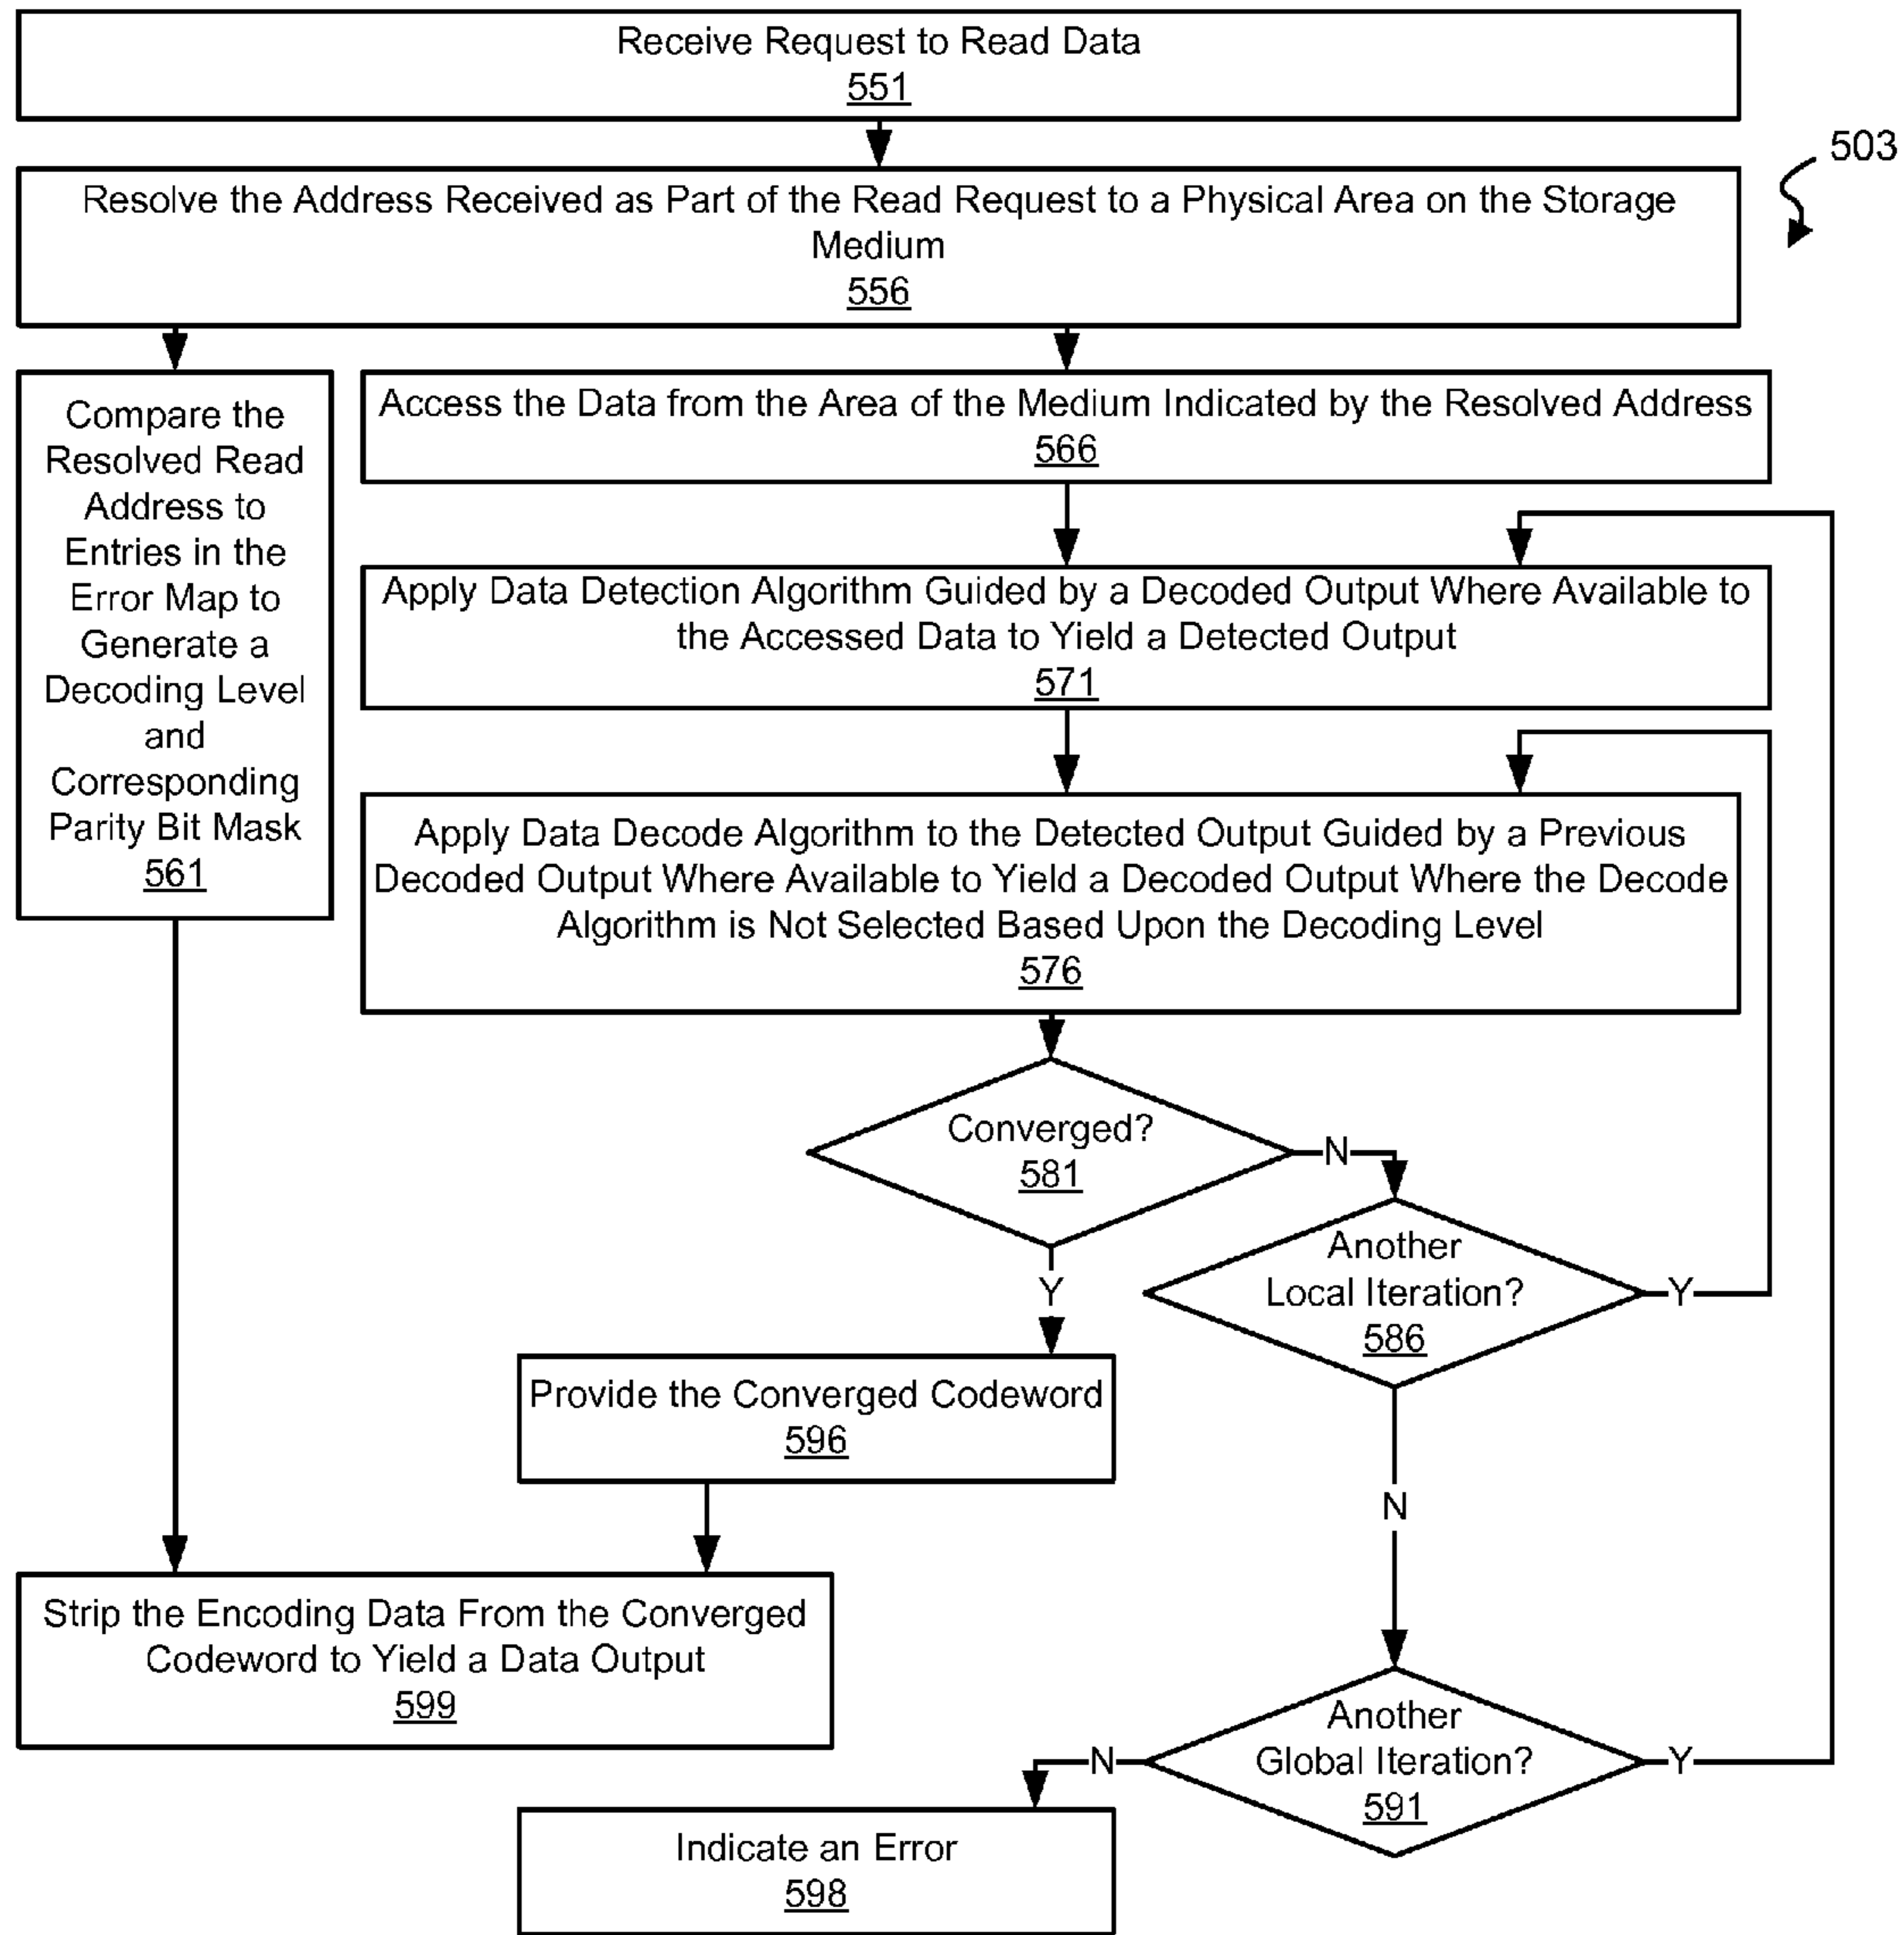 Receive Request to Read Data
551
503
Resolve the Address Received as Part of the Read Request to a Physical Area on the Storage
Medium
556
Compare the
Resolved Read
Address to
Entries in the
Error Map to
Generate a
Decoding Level
and
Corresponding
Parity Bit Mask
561
Access the Data from the Area of the Medium Indicated by the Resolved Address
566
Apply Data Detection Algorithm Guided by a Decoded Output Where Available to
the Accessed Data to Yield a Detected Output
571
Apply Data Decode Algorithm to the Detected Output Guided by a Previous
Decoded Output Where Available to Yield a Decoded Output Where the Decode
Algorithm is Not Selected Based Upon the Decoding Level
576
Converged?
581
N
Y
Another
Local Iteration?
586
Y
N
Provide the Converged Codeword
596
Strip the Encoding Data From the Converged
Codeword to Yield a Data Output
599
Another
Global Iteration?
591
Y
N
Indicate an Error
598